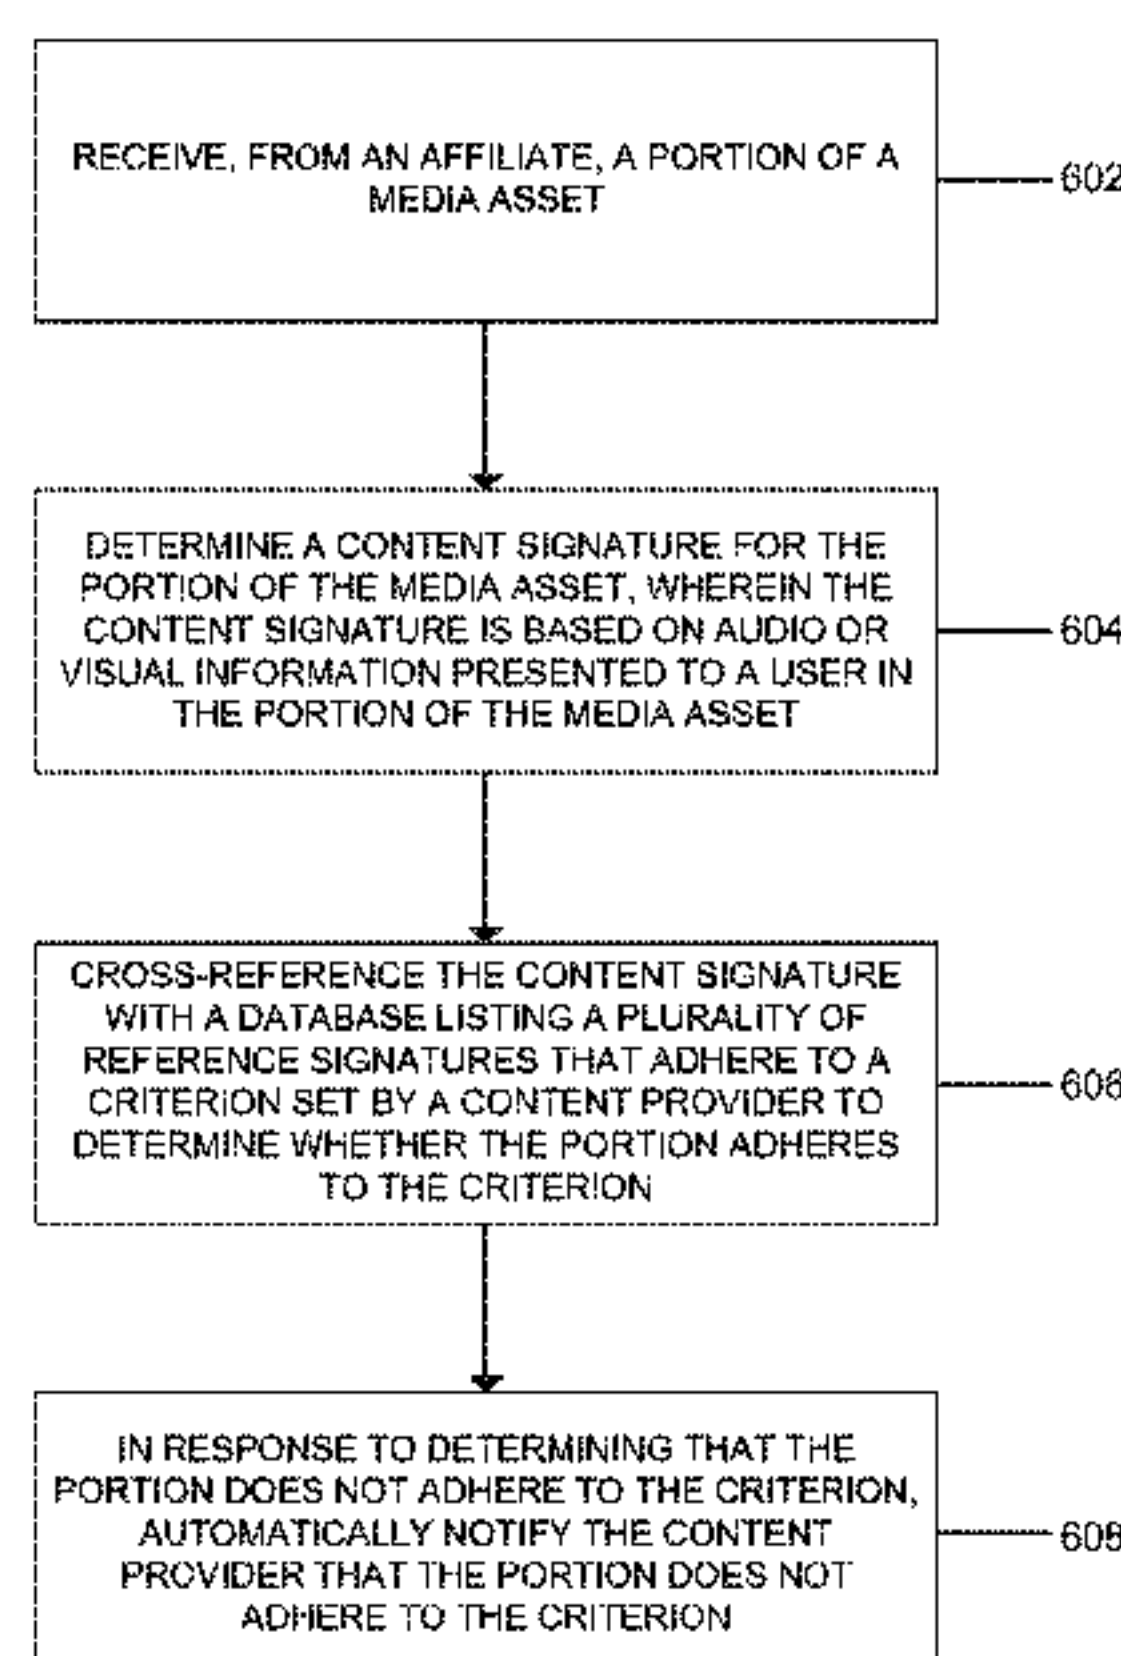 RECEIVE, FROM AN AFFILIATE, A PORTION OF A
MEDIA ASSET
602
DETERMINE A CONTENT SIGNATURE FOR THE
PORTION OF THE MEDIA ASSET, WHEREIN THE
CONTENT SIGNATURE IS BASED ON AUDIO OR
VISUAL INFORMATION PRESENTED TO A USER IN
THE PORTION OF THE MEDIA ASSET
604
CROSS-REFERENCE THE CONTENT SIGNATURE
WITH A DATABASE LISTING A PLURALITY OF
REFERENCE SIGNATURES THAT ADHERE TO A
CRITERION SET BY A CONTENT PROVIDER TO
DETERMINE WHETHER THE PORTION ADHERES
TO THE CRITERION
606
IN RESPONSE TO DETERMINING THAT THE
PORTION DOES NOT ADHERE TO THE CRITERION,
AUTOMATICALLY NOTIFY THE CONTENT
PROVIDER THAT THE PORTION DOES NOT
ADHERE TO THE CRITERION
608